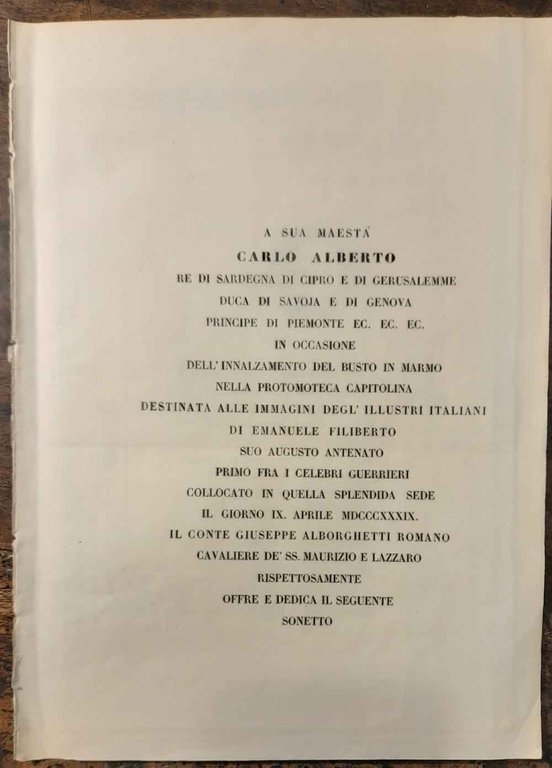 A SUA MAESTÀ
CARLO ALBERTO
RE DI SARDEGNA DI CIPRO E DI GERUSALEMME
DUCA DI SAVOJA E DI GENOVA
PRINCIPE DI PIEMONTE EC. EC. EC.
IN OCCASIONE
DELL'INNALZAMENTO DEL BUSTO IN MARMO
NELLA PROTOMOTECA CAPITOLINA
DESTINATA ALLE IMMAGINI DEGL'ILLUSTRI ITALIANI
DI EMANUELE FILIBERTO
SUO AUGUSTO ANTENATO
PRIMO FRA I CELEBRI GUERRIERI
COLLOCATO IN QUELLA SPLENDIDA SEDE
IL GIORNO IX. APRILE MDCCCXXXIX.
IL CONTE GIUSEPPE ALBORGHETTI ROMANO
CAVALIERE DE' SS. MAURIZIO E LAZZARO
RISPETTOSAMENTE
OFFRE E DEDICA IL SEGUENTE
SONETTO